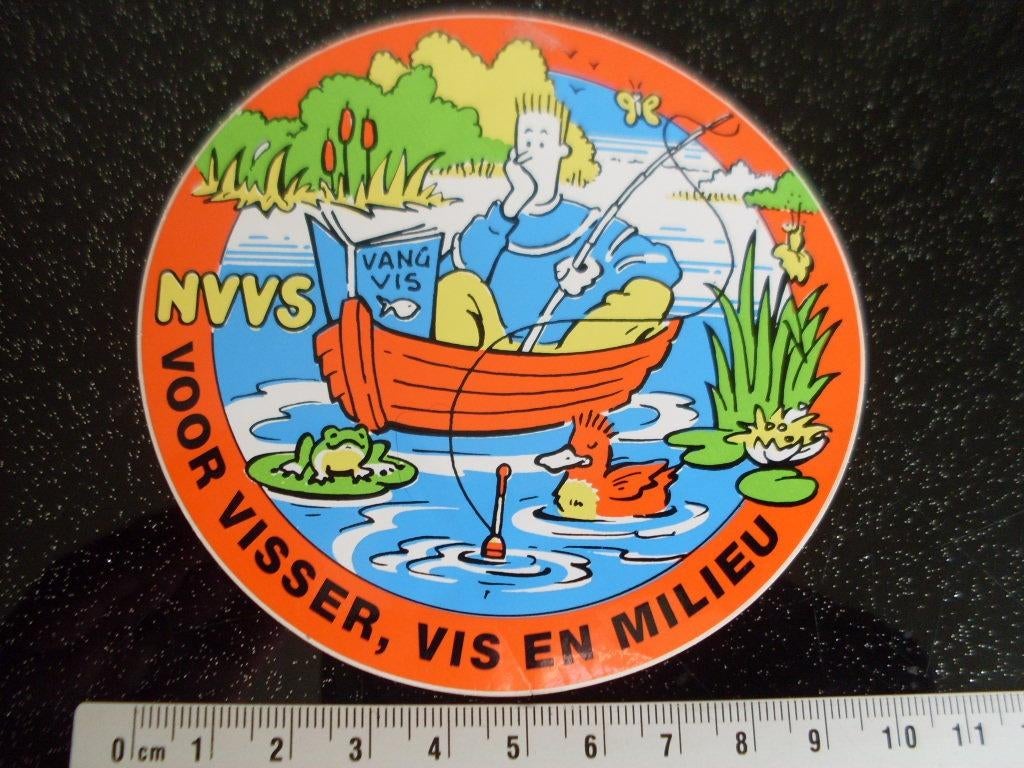 VANG
VIS
NVVS
VOOR VISSER, VIS EN MILIEU
0 cm 1 2 3 4 5 6 7 8 9 10 11